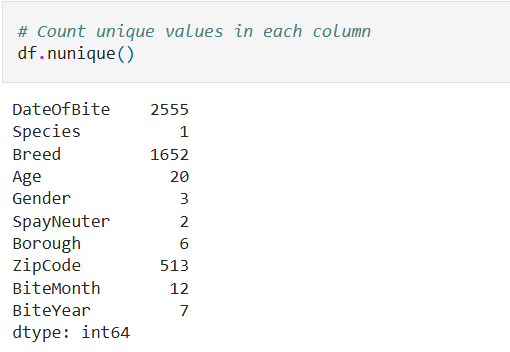 # Count unique values in each column
df.nunique()
DateOfBite 2555
Species 1
Breed 1652
Age 20
Gender 3
SpayNeuter 2
Borough 6
ZipCode 513
BiteMonth 12
BiteYear 7
dtype: int64